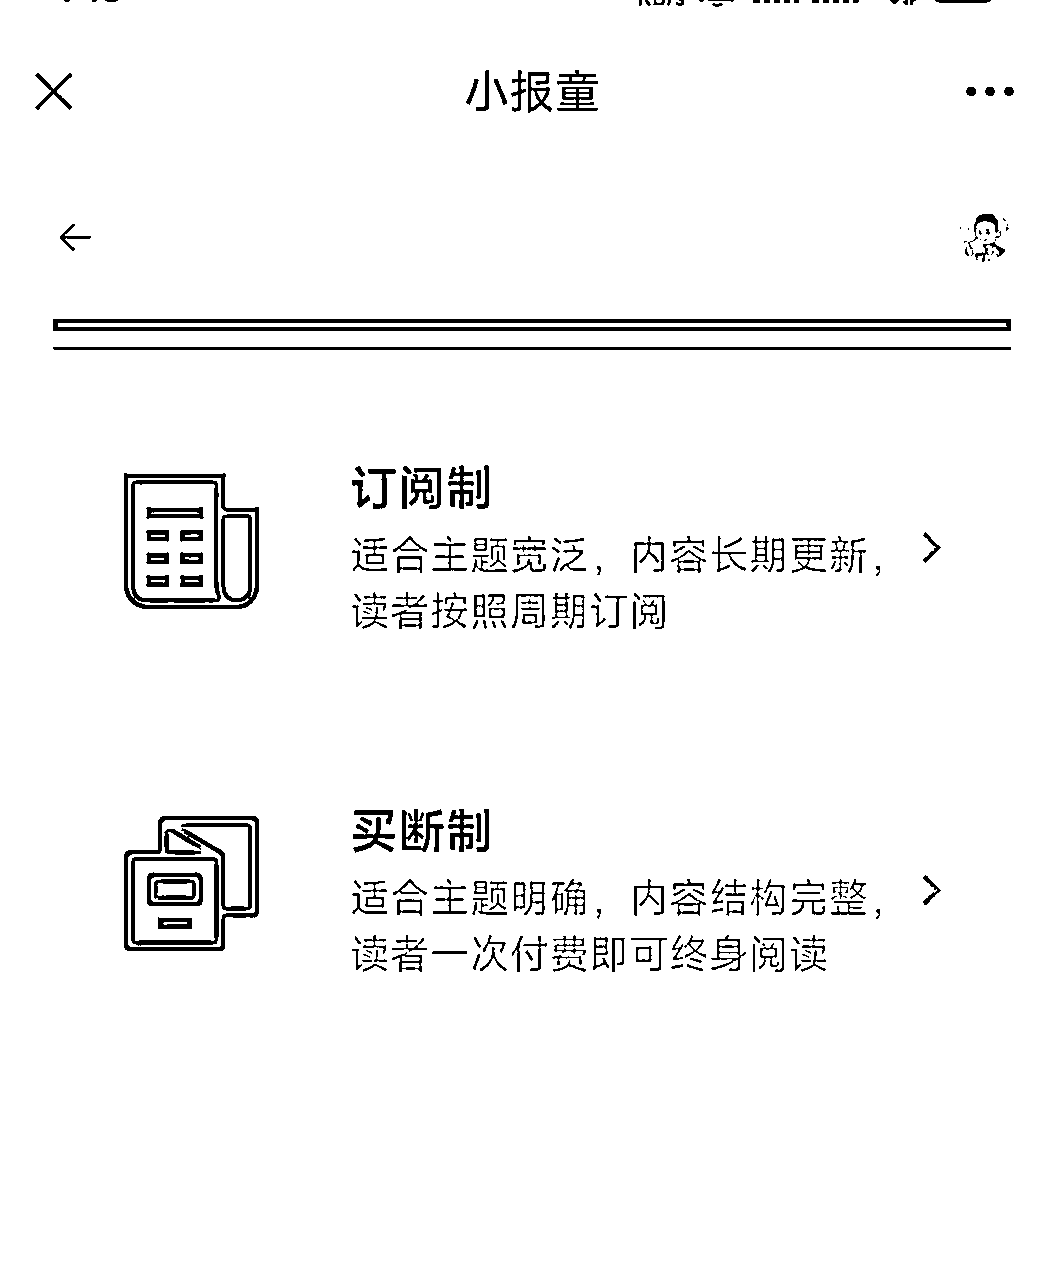 小报童
订阅制
适合主题宽泛，内容长期更新，
读者按照周期订阅
买断制
适合主题明确，内容结构完整，
读者一次付费即可终身阅读